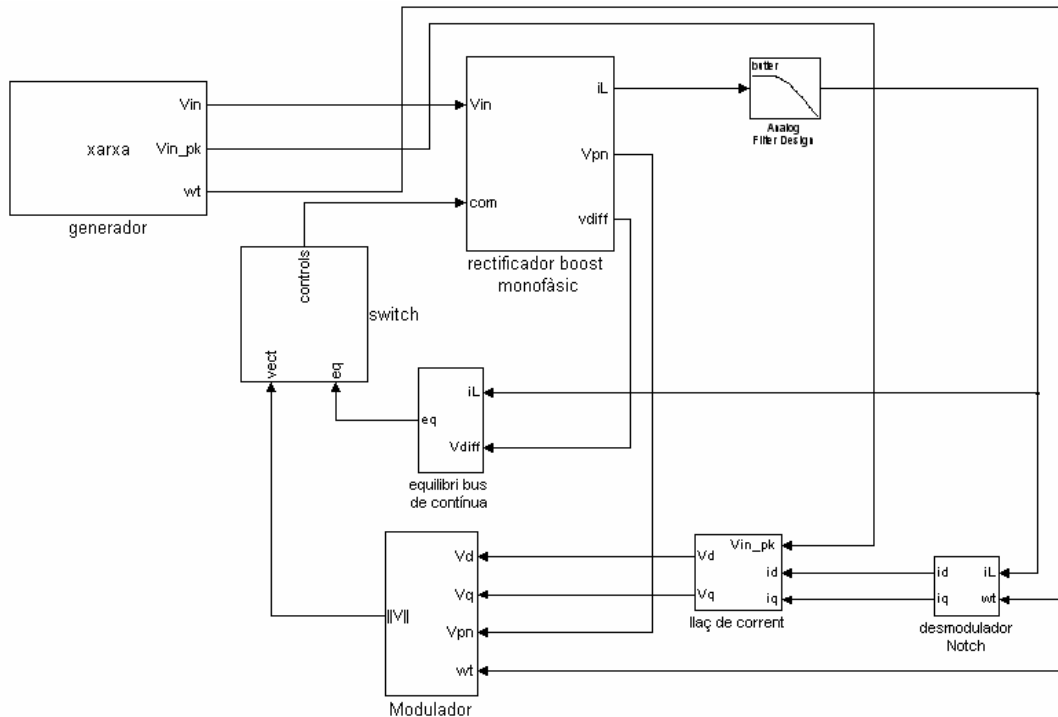 Vin
Vin_pk
wt
xarxa
generador
Vin
com
iL
Vpn
vdiff
rectificador boost
monofàsic
butter
Analog
Filter Design
controls
vect
eq
switch
eq
iL
Vdiff
equilibri bus
de contínua
||V||
Vd
Vq
Vpn
wt
Modulador
Vd
Vq
Vin_pk
id
iq
llaç de corrent
id
iq
iL
wt
desmodulador
Notch